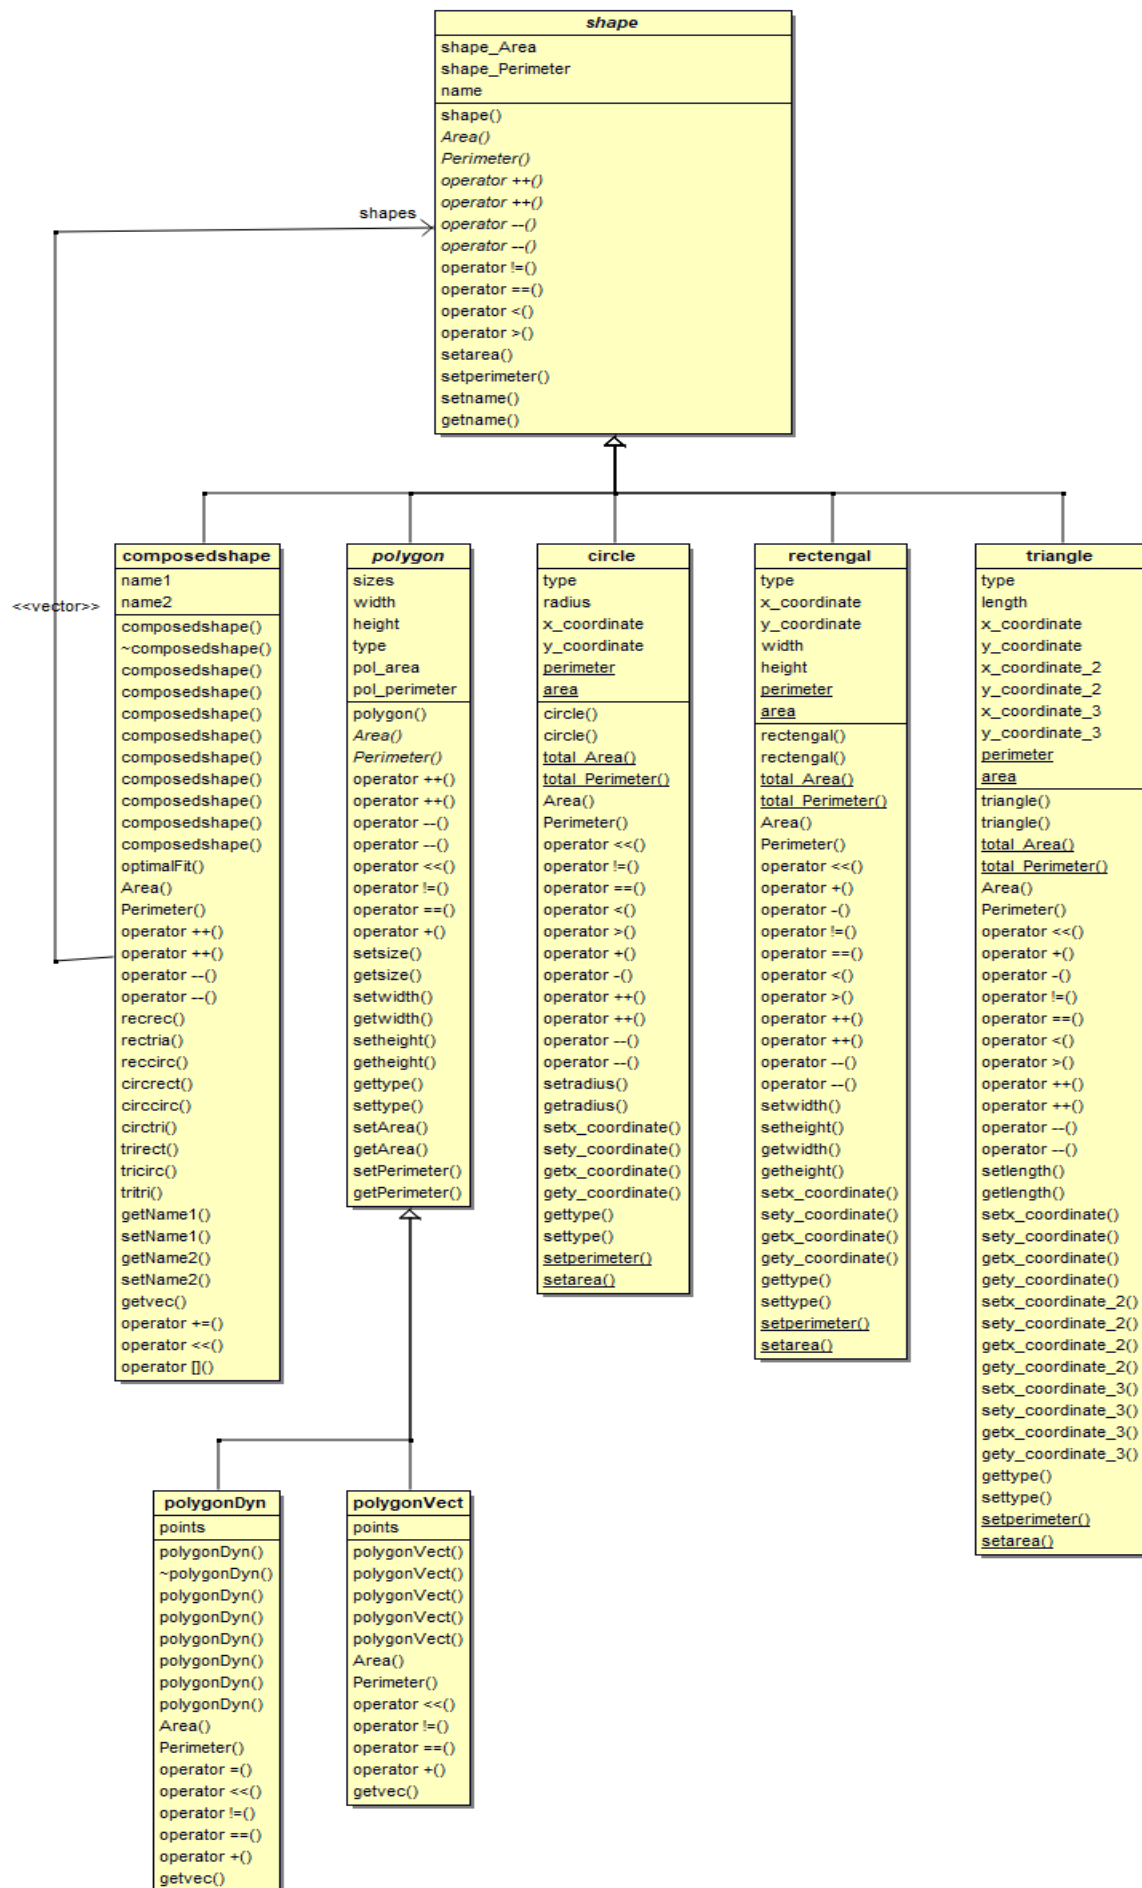 shape
shape_Area
shape_Perimeter
name
shape()
Area()
Perimeter()
operator ++()
operator ++()
operator --()
operator --()
operator !=()
operator ==()
operator <()
operator >()
setarea()
setperimeter()
setname()
getname()
shapes
<<vector>>
composedshape
name1
name2
composedshape()
~composedshape()
composedshape()
composedshape()
composedshape()
composedshape()
composedshape()
composedshape()
composedshape()
composedshape()
composedshape()
optimalFit()
Area()
Perimeter()
operator ++()
operator ++()
operator --()
operator --()
recrec()
rectria()
reccirc()
circrect()
circcirc()
circtri()
trirect()
tricirc()
tritri()
getName1()
setName1()
getName2()
setName2()
getvec()
operator +=()
operator <<()
operator []()
polygon
sizes
width
height
type
pol_area
pol_perimeter
polygon()
Area()
Perimeter()
operator ++()
operator ++()
operator --()
operator --()
operator <<()
operator !=()
operator ==()
operator +()
setsize()
getsize()
setwidth()
getwidth()
setheight()
getheight()
gettype()
settype()
setArea()
getArea()
setPerimeter()
getPerimeter()
circle
type
radius
x_coordinate
y_coordinate
perimeter
area
circle()
circle()
total_Area()
total_Perimeter()
Area()
Perimeter()
operator <<()
operator !=()
operator ==()
operator <()
operator >()
operator +()
operator -()
operator ++()
operator ++()
operator --()
operator --()
setradius()
getradius()
setx_coordinate()
sety_coordinate()
getx_coordinate()
gety_coordinate()
gettype()
settype()
setperimeter()
setarea()
rectengal
type
x_coordinate
y_coordinate
width
height
perimeter
area
rectengal()
rectengal()
total_Area()
total_Perimeter()
Area()
Perimeter()
operator <<()
operator +()
operator -()
operator !=()
operator ==()
operator <()
operator >()
operator ++()
operator ++()
operator --()
operator --()
setwidth()
setheight()
getwidth()
getheight()
setx_coordinate()
sety_coordinate()
getx_coordinate()
gety_coordinate()
gettype()
settype()
setperimeter()
setarea()
triangle
type
length
x_coordinate
y_coordinate
x_coordinate_2
y_coordinate_2
x_coordinate_3
y_coordinate_3
perimeter
area
triangle()
triangle()
total_Area()
total_Perimeter()
Area()
Perimeter()
operator <<()
operator +()
operator -()
operator !=()
operator ==()
operator <()
operator >()
operator ++()
operator ++()
operator --()
operator --()
setlength()
getlength()
setx_coordinate()
sety_coordinate()
getx_coordinate()
gety_coordinate()
setx_coordinate_2()
sety_coordinate_2()
getx_coordinate_2()
gety_coordinate_2()
setx_coordinate_3()
sety_coordinate_3()
getx_coordinate_3()
gety_coordinate_3()
gettype()
settype()
setperimeter()
setarea()
polygonDyn
points
polygonDyn()
~polygonDyn()
polygonDyn()
polygonDyn()
polygonDyn()
polygonDyn()
polygonDyn()
polygonDyn()
Area()
Perimeter()
operator =()
operator <<()
operator !=()
operator ==()
operator +()
getvec()
polygonVect
points
polygonVect()
polygonVect()
polygonVect()
polygonVect()
polygonVect()
Area()
Perimeter()
operator <<()
operator !=()
operator ==()
operator +()
getvec()